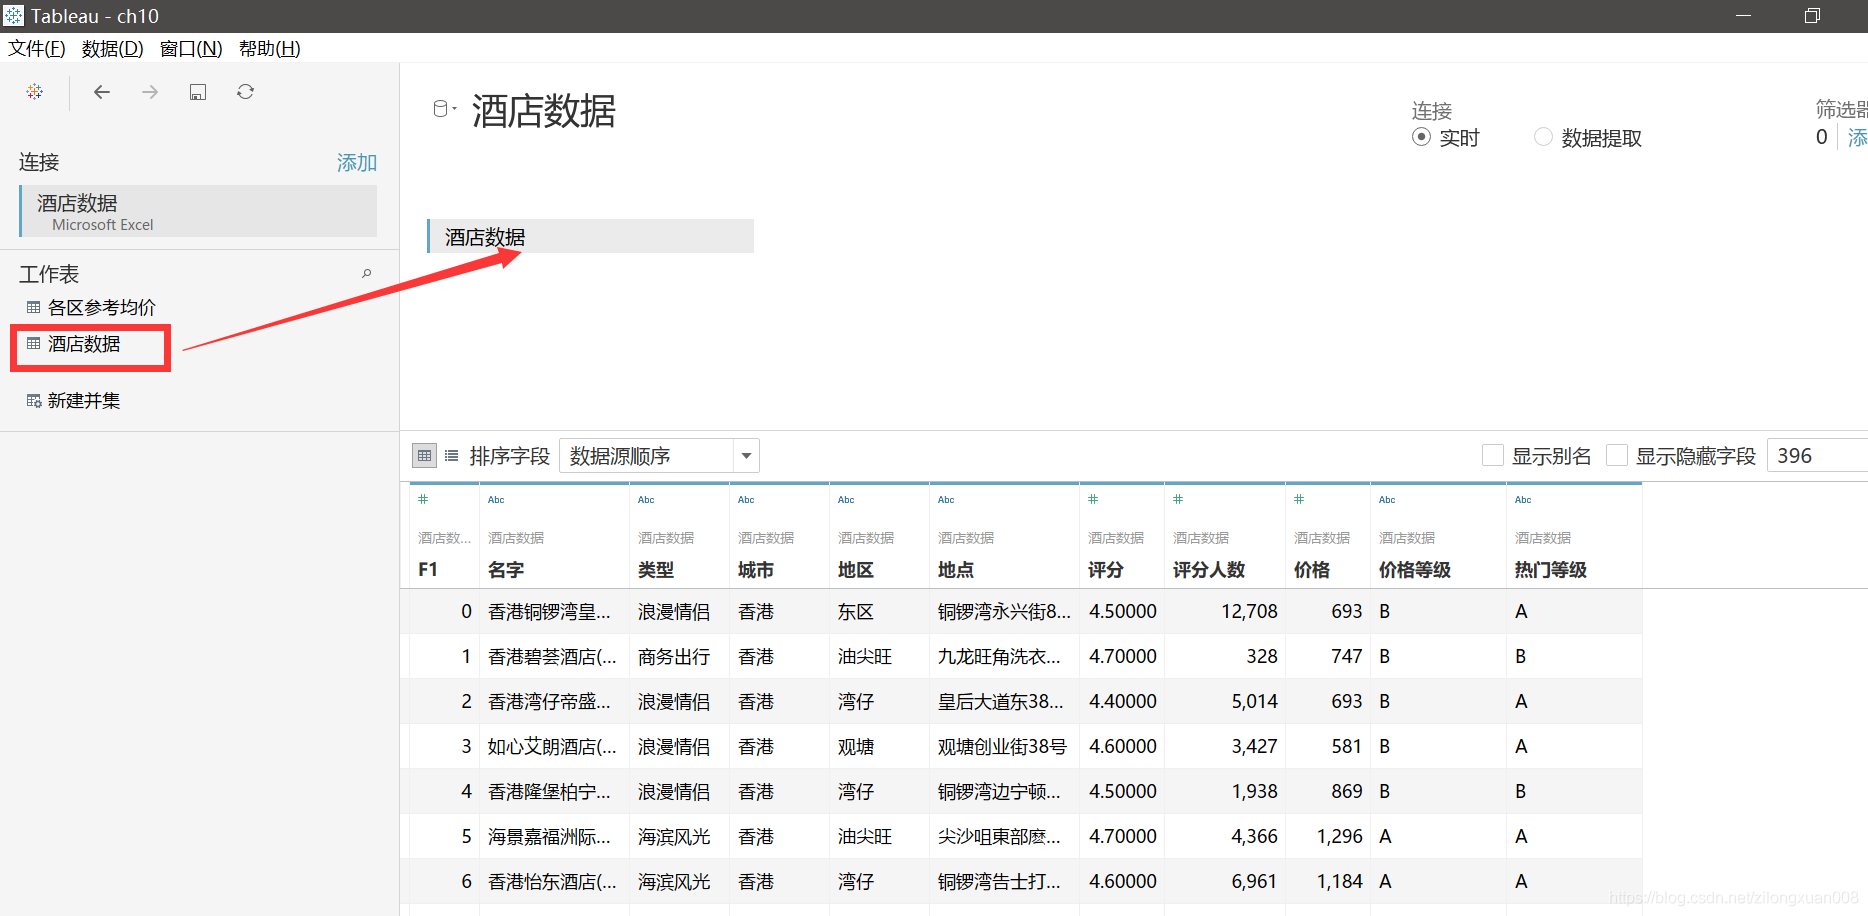 Tableau - ch10
文件(F) 数据(D) 窗口(N) 帮助(H)
连接 添加
酒店数据
Microsoft Excel
工作表
各区参考均价
酒店数据
新建并集
酒店数据
连接
实时 数据提取
筛选器
0 添
酒店数据
排序字段 数据源顺序 显示别名 显示隐藏字段 396
# Abc Abc Abc Abc Abc # # # Abc Abc
酒店数... 酒店数据 酒店数据 酒店数据 酒店数据 酒店数据 酒店数据 酒店数据 酒店数据 酒店数据 酒店数据
F1 名字 类型 城市 地区 地点 评分 评分人数 价格 价格等级 热门等级
0 香港铜锣湾皇... 浪漫情侣 香港 东区 铜锣湾永兴街8... 4.50000 12,708 693 B A
1 香港碧荟酒店(... 商务出行 香港 油尖旺 九龙旺角洗衣... 4.70000 328 747 B B
2 香港湾仔帝盛... 浪漫情侣 香港 湾仔 皇后大道东38... 4.40000 5,014 693 B A
3 如心艾朗酒店(... 浪漫情侣 香港 观塘 观塘创业街38号 4.60000 3,427 581 B A
4 香港隆堡柏宁... 浪漫情侣 香港 湾仔 铜锣湾边宁顿... 4.50000 1,938 869 B B
5 海景嘉福洲际... 海滨风光 香港 油尖旺 尖沙咀東部麽... 4.70000 4,366 1,296 A A
6 香港怡东酒店(... 海滨风光 香港 湾仔 铜锣湾告士打... 4.60000 6,961 1,184 A A
https://blog.csdn.net/zilongxuan008